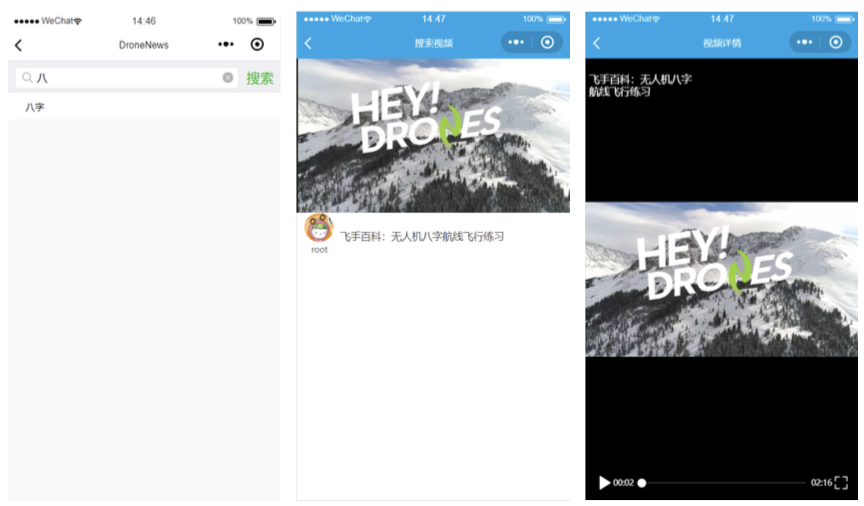 WeChat
14:46
100%
DroneNews
八
搜索
八字
WeChat
14:47
100%
搜索视频
HEY!
DRONES
root
飞手百科：无人机八字航线飞行练习
WeChat
14:47
100%
视频详情
飞手百科：无人机八字
航线飞行练习
HEY!
DRONES
00:02
02:16